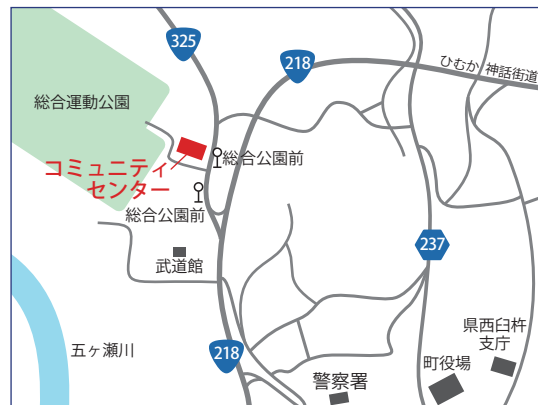 325
218
ひむか 神話街道
総合運動公園
コミュニティ
センター
総合公園前
総合公園前
武道館
237
五ヶ瀬川
218
県西臼杵
支庁
町役場
警察署